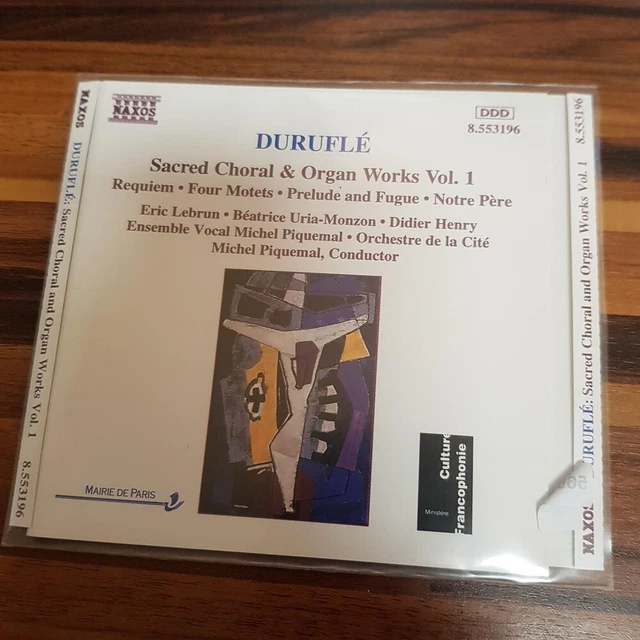 NAXOS
DDD
8.553196
DURUFLÉ
Sacred Choral & Organ Works Vol. 1
Requiem • Four Motets • Prelude and Fugue • Notre Père
Eric Lebrun • Béatrice Uria-Monzon • Didier Henry
Ensemble Vocal Michel Piquemal • Orchestre de la Cité
Michel Piquemal, Conductor
MAIRIE DE PARIS
Ministère
Culture
Francophonie
NAXOS DURUFLÉ: Sacred Choral and Organ Works Vol. 1 8.553196
NAXOS DURUFLÉ: Sacred Choral and Organ Works Vol. 1 8.553196